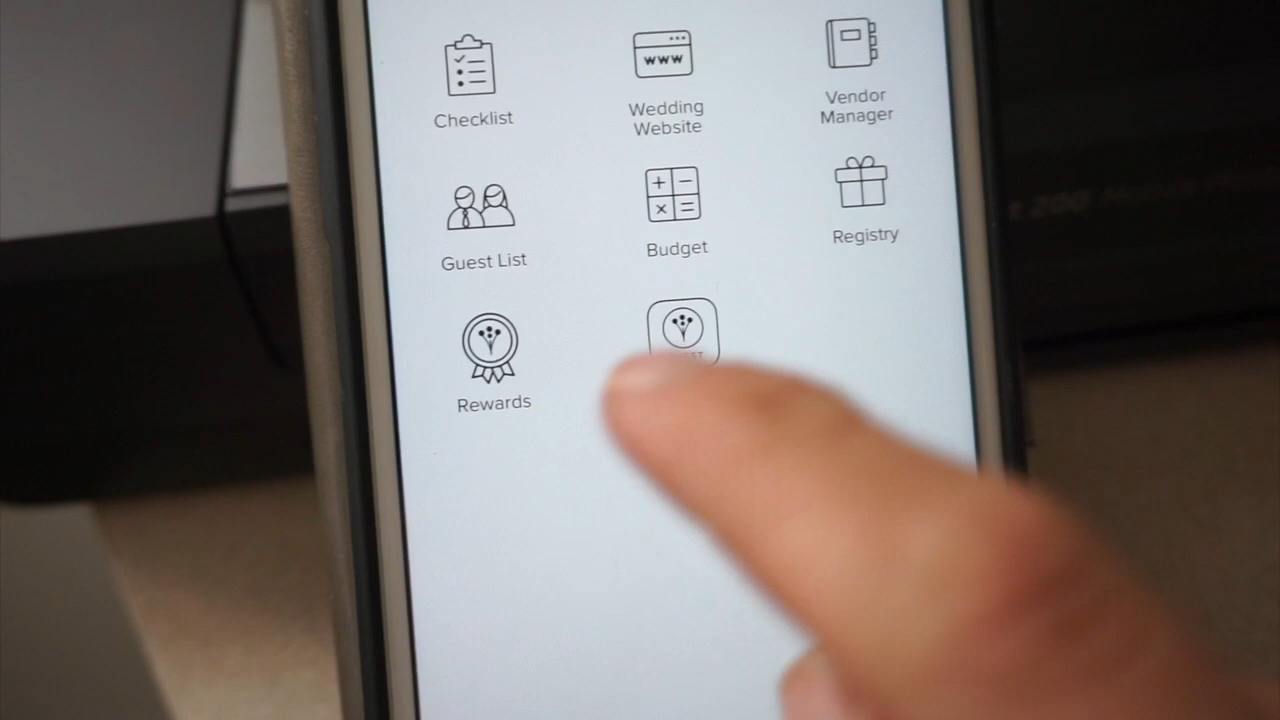 Checklist
WWW
Wedding
Website
Vendor
Manager
Guest List
Budget
Registry
Rewards